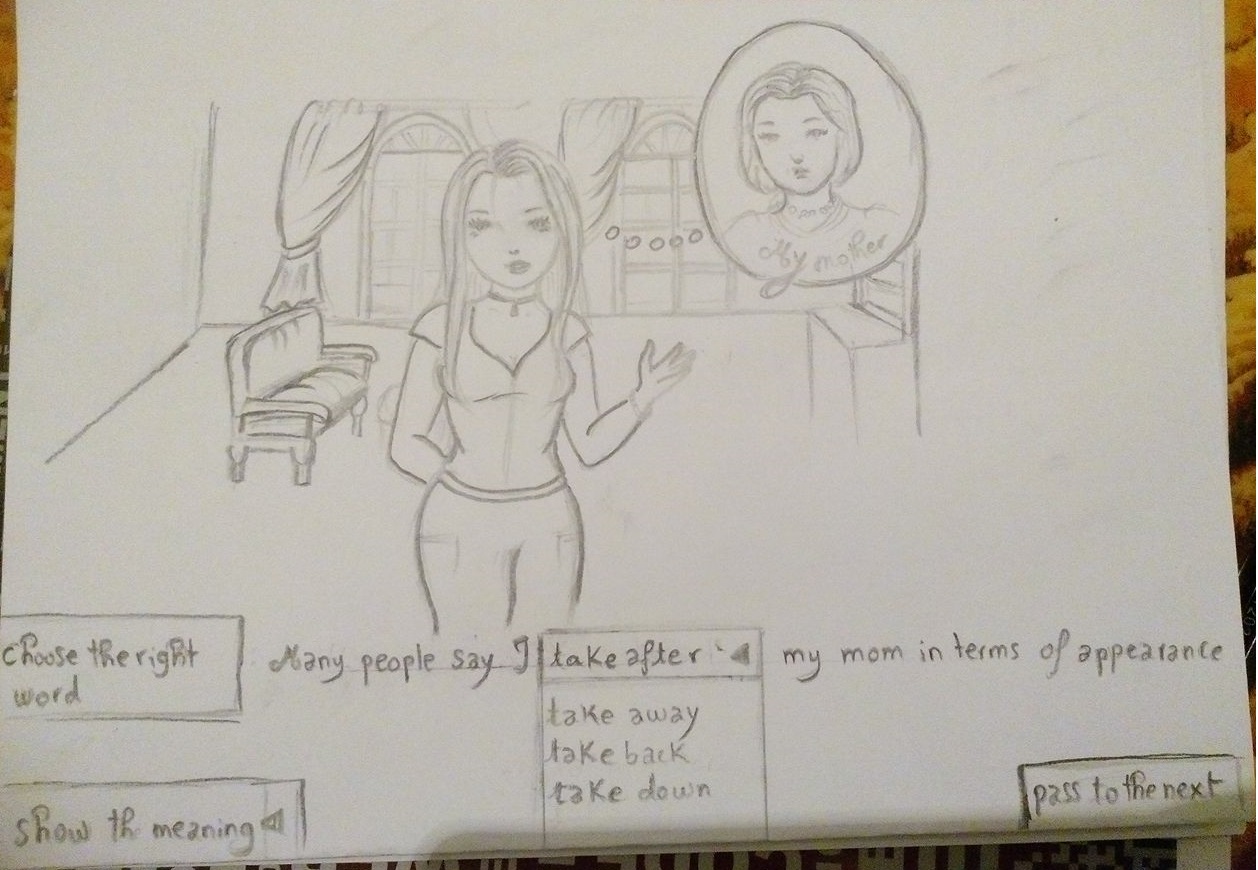 My mother
choose the right
word
Many people say I take after my mom in terms of appearance
take away
take back
take down
show th meaning
pass to the next